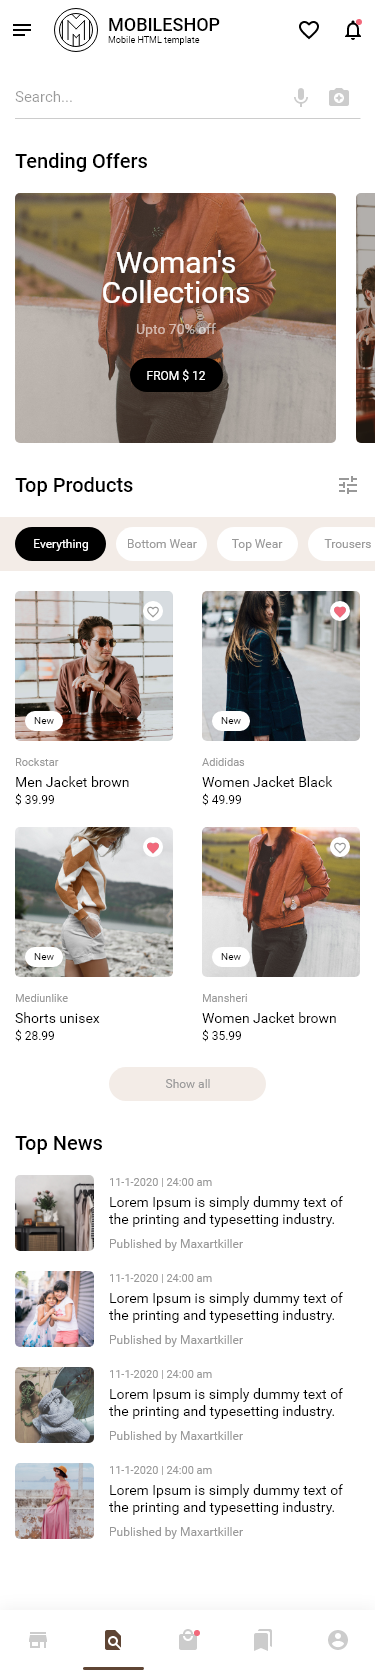 MOBILESHOP
Mobile HTML template
Search...
Tending Offers
Woman's
Collections
Upto 70% off
FROM $ 12
Top Products
Everything
Bottom Wear
Top Wear
Trousers
New
New
Rockstar
Men Jacket brown
$ 39.99
Adididas
Women Jacket Black
$ 49.99
New
New
Mediunlike
Shorts unisex
$ 28.99
Mansheri
Women Jacket brown
$ 35.99
Show all
Top News
11-1-2020 | 24:00 am
Lorem Ipsum is simply dummy text of
the printing and typesetting industry.
Published by Maxartkiller
11-1-2020 | 24:00 am
Lorem Ipsum is simply dummy text of
the printing and typesetting industry.
Published by Maxartkiller
11-1-2020 | 24:00 am
Lorem Ipsum is simply dummy text of
the printing and typesetting industry.
Published by Maxartkiller
11-1-2020 | 24:00 am
Lorem Ipsum is simply dummy text of
the printing and typesetting industry.
Published by Maxartkiller